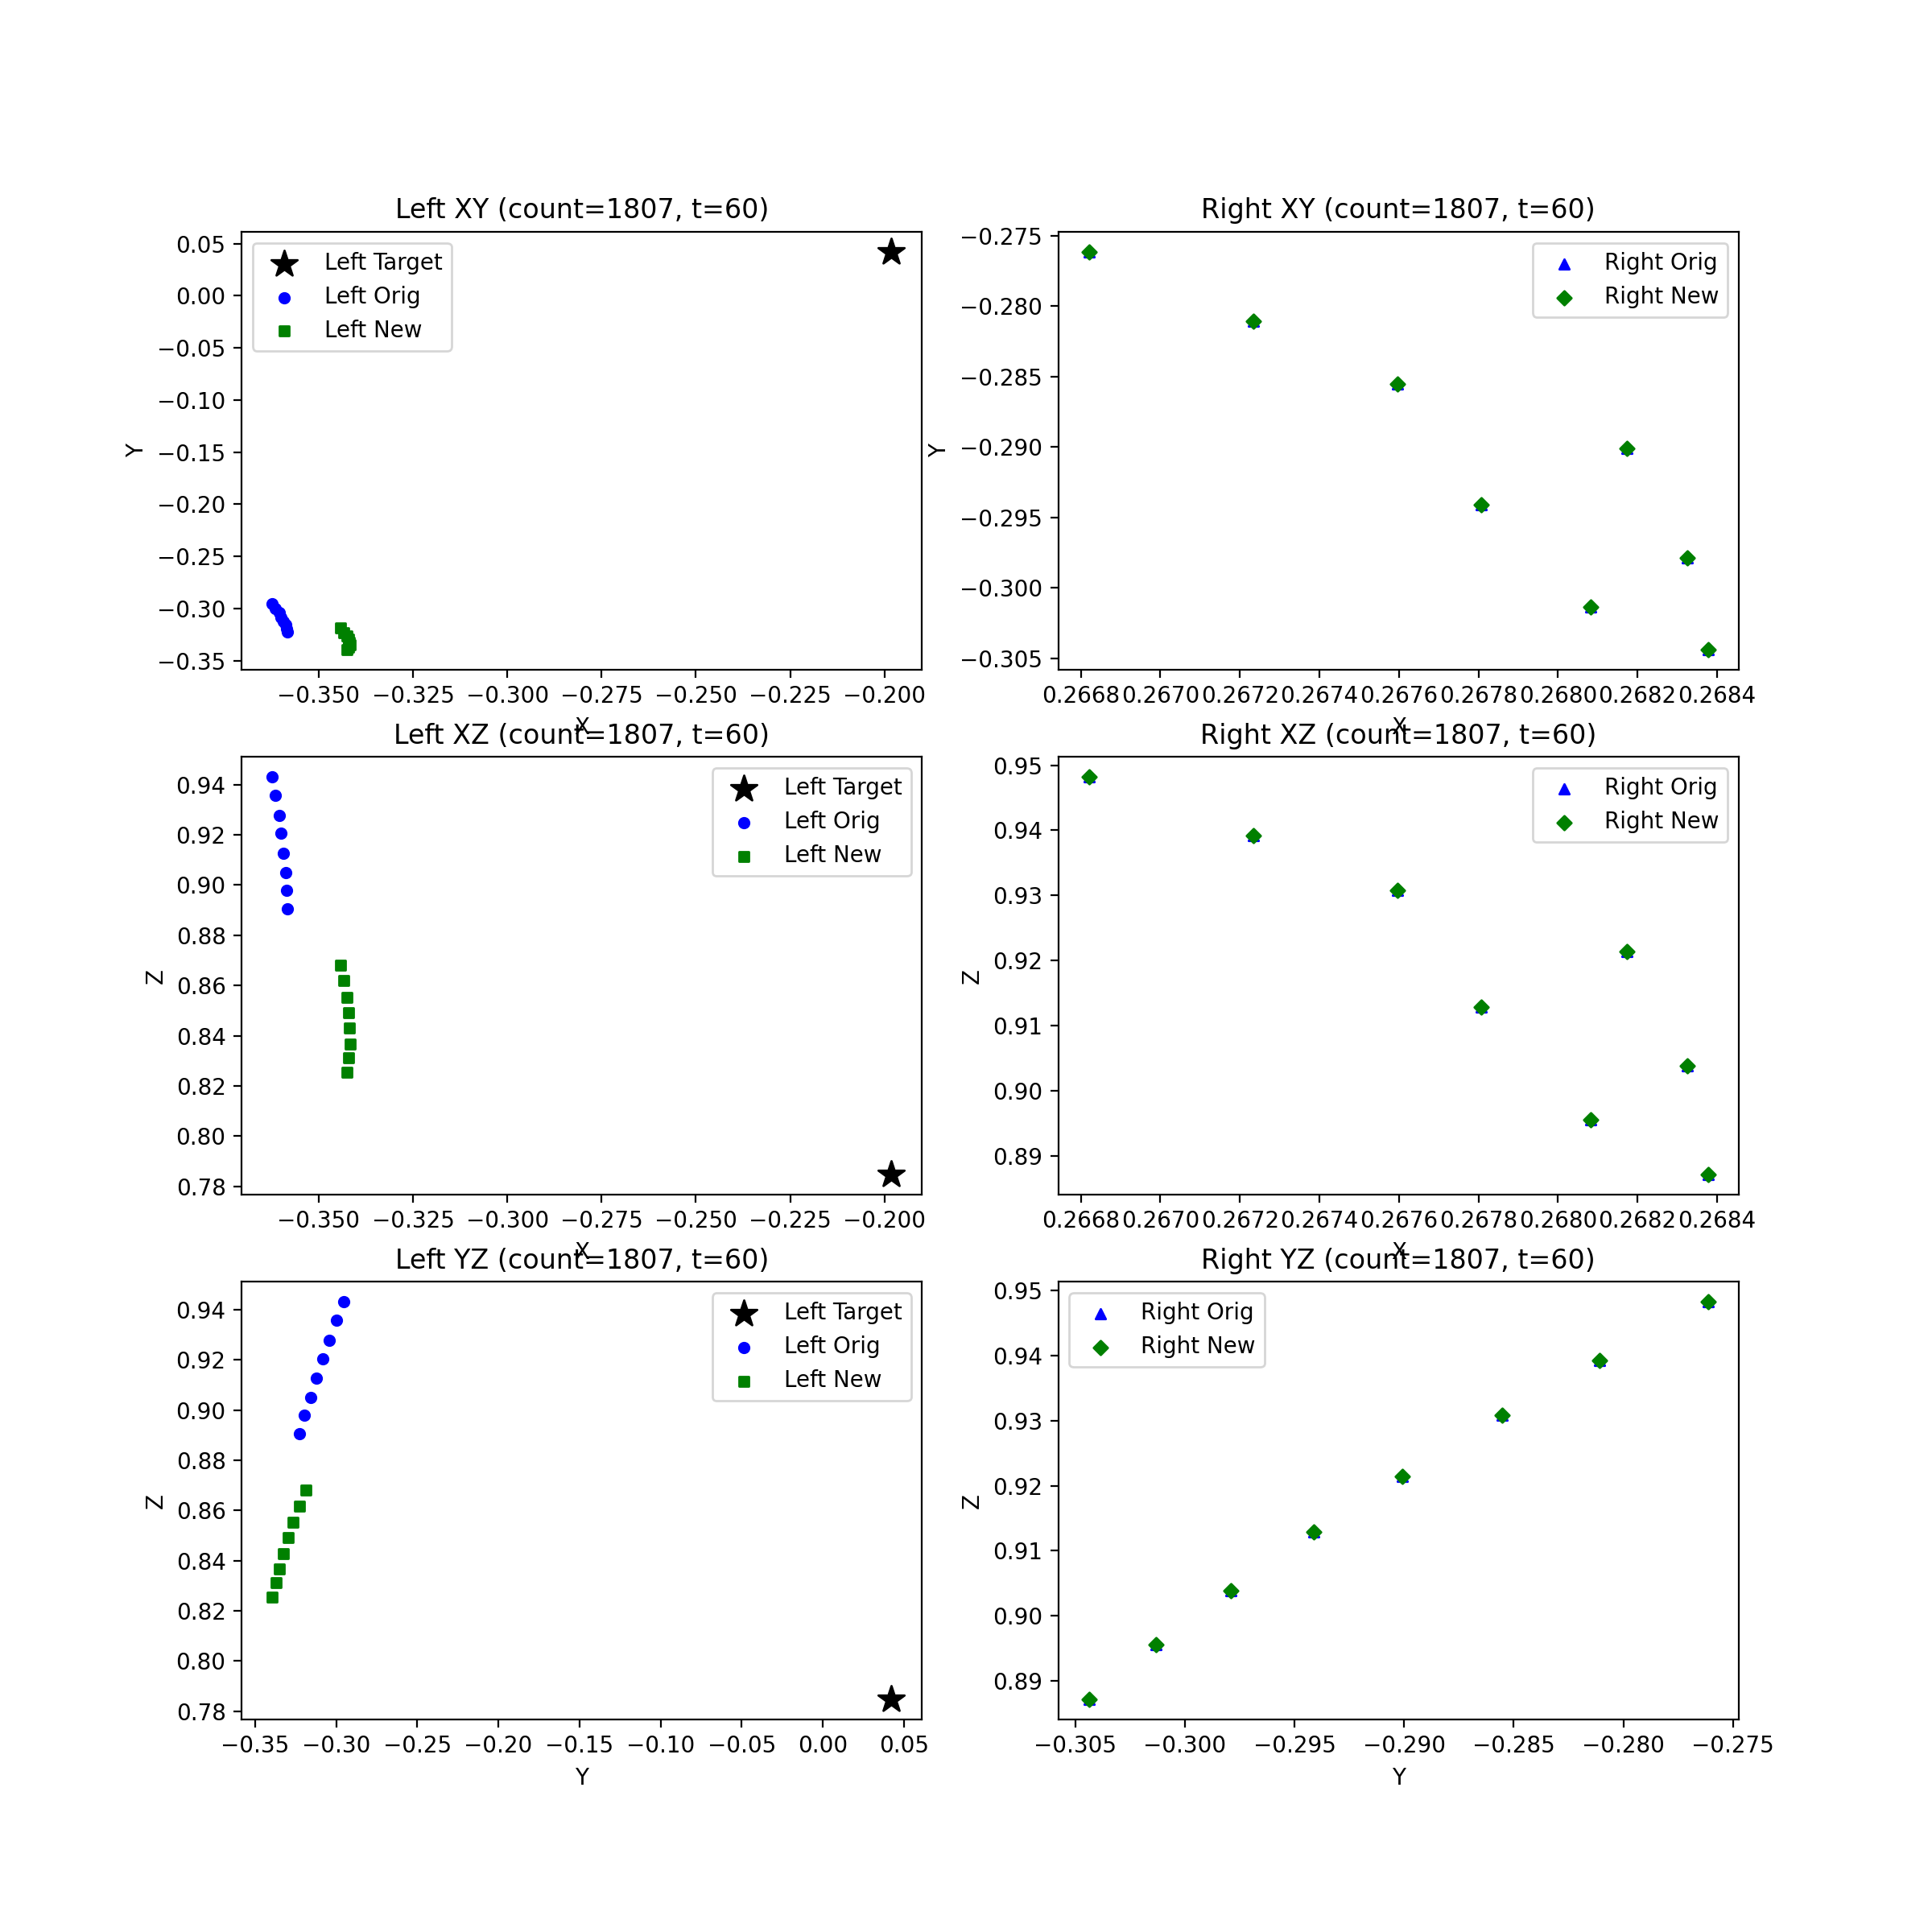 Left XY (count=1807, t=60)
Left Target
Left Orig
Left New
0.05
0.00
−0.05
−0.10
−0.15
−0.20
−0.25
−0.30
−0.35
Y
−0.350 −0.325 −0.300 −0.275 −0.250 −0.225 −0.200
X
Right XY (count=1807, t=60)
Right Orig
Right New
−0.275
−0.280
−0.285
−0.290
−0.295
−0.300
−0.305
Y
0.2668 0.2670 0.2672 0.2674 0.2676 0.2678 0.2680 0.2682 0.2684
X
Left XZ (count=1807, t=60)
Left Target
Left Orig
Left New
0.94
0.92
0.90
0.88
0.86
0.84
0.82
0.80
0.78
Z
−0.350 −0.325 −0.300 −0.275 −0.250 −0.225 −0.200
X
Right XZ (count=1807, t=60)
Right Orig
Right New
0.95
0.94
0.93
0.92
0.91
0.90
0.89
Z
0.2668 0.2670 0.2672 0.2674 0.2676 0.2678 0.2680 0.2682 0.2684
X
Left YZ (count=1807, t=60)
Left Target
Left Orig
Left New
0.94
0.92
0.90
0.88
0.86
0.84
0.82
0.80
0.78
Z
−0.35 −0.30 −0.25 −0.20 −0.15 −0.10 −0.05 0.00 0.05
Y
Right YZ (count=1807, t=60)
Right Orig
Right New
0.95
0.94
0.93
0.92
0.91
0.90
0.89
Z
−0.305 −0.300 −0.295 −0.290 −0.285 −0.280 −0.275
Y